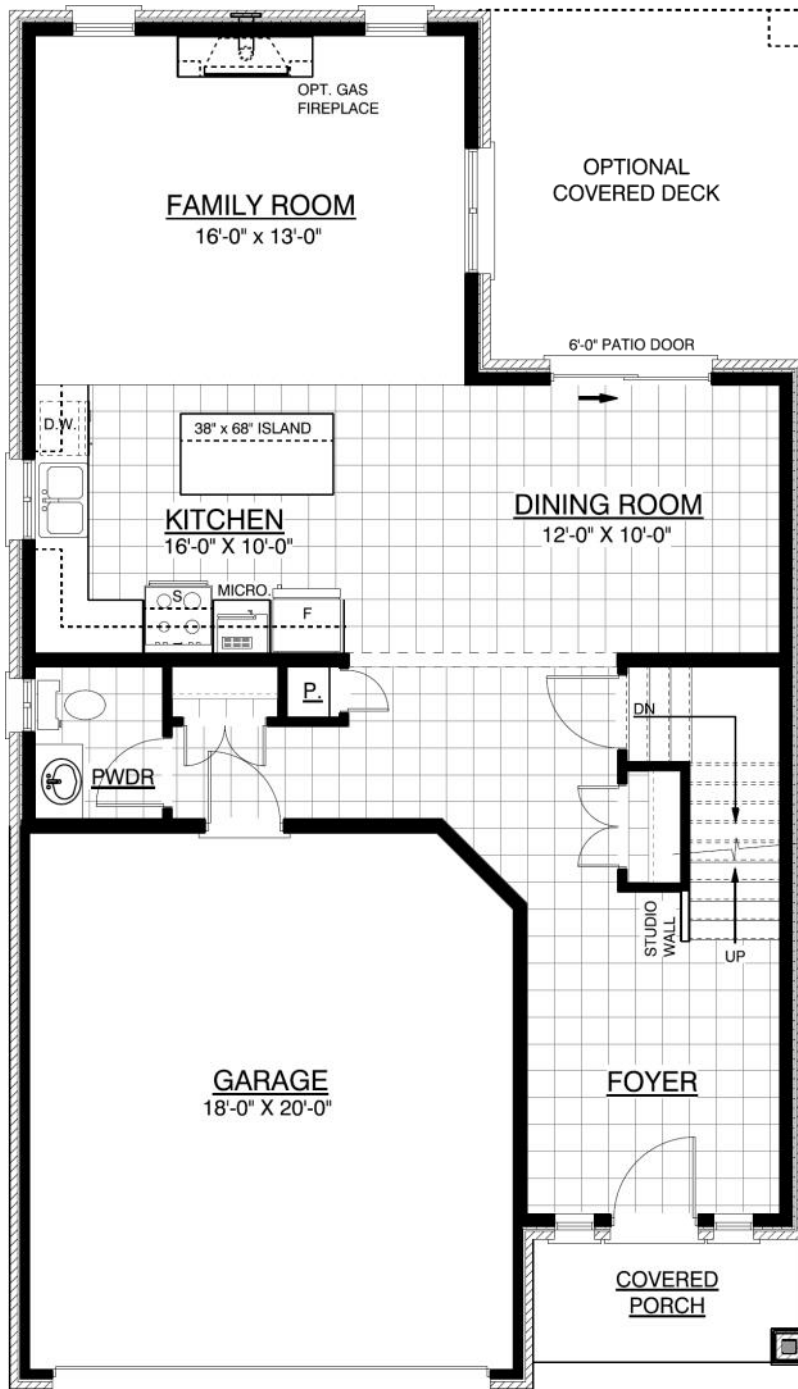 OPT. GAS
FIREPLACE
OPTIONAL
COVERED DECK
FAMILY ROOM
16'-0" x 13'-0"
6'-0" PATIO DOOR
D.W.
38" x 68" ISLAND
KITCHEN
16'-0" X 10'-0"
DINING ROOM
12'-0" X 10'-0"
S
MICRO.
F
P.
DN
PWDR
STUDIO
WALL
UP
GARAGE
18'-0" X 20'-0"
FOYER
COVERED
PORCH